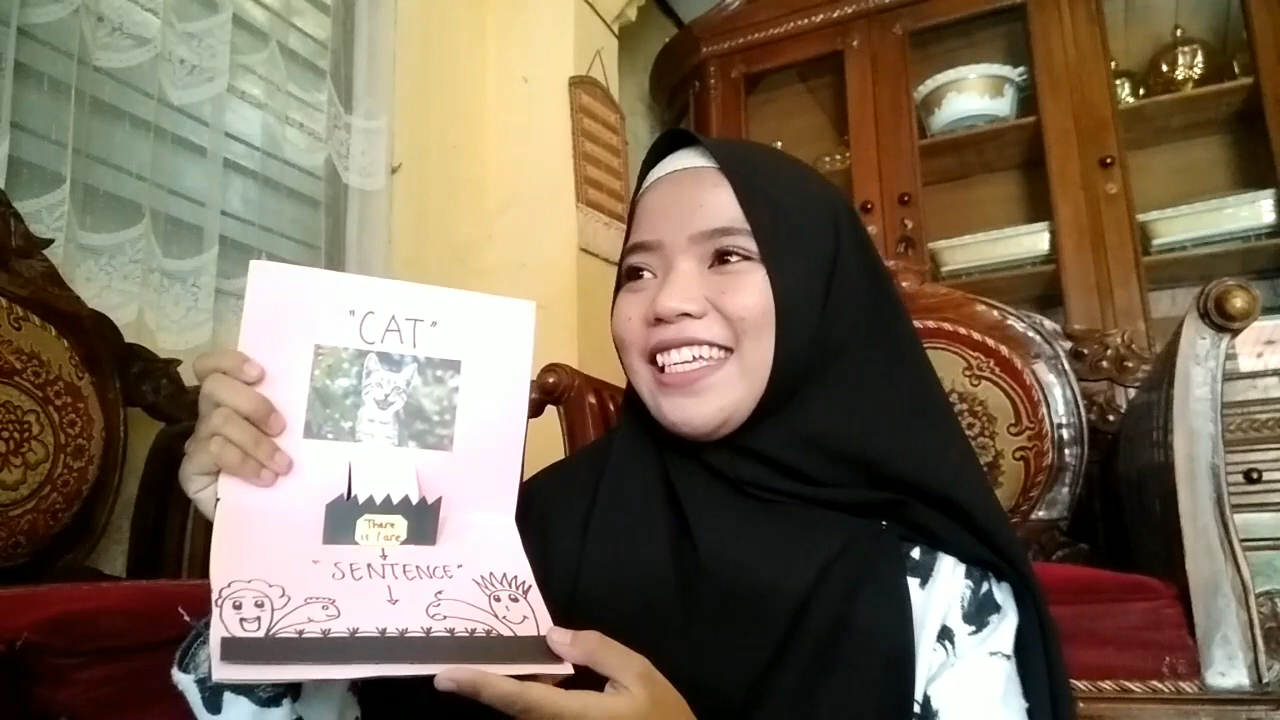 "CAT"
There
is / are
"SENTENCE"